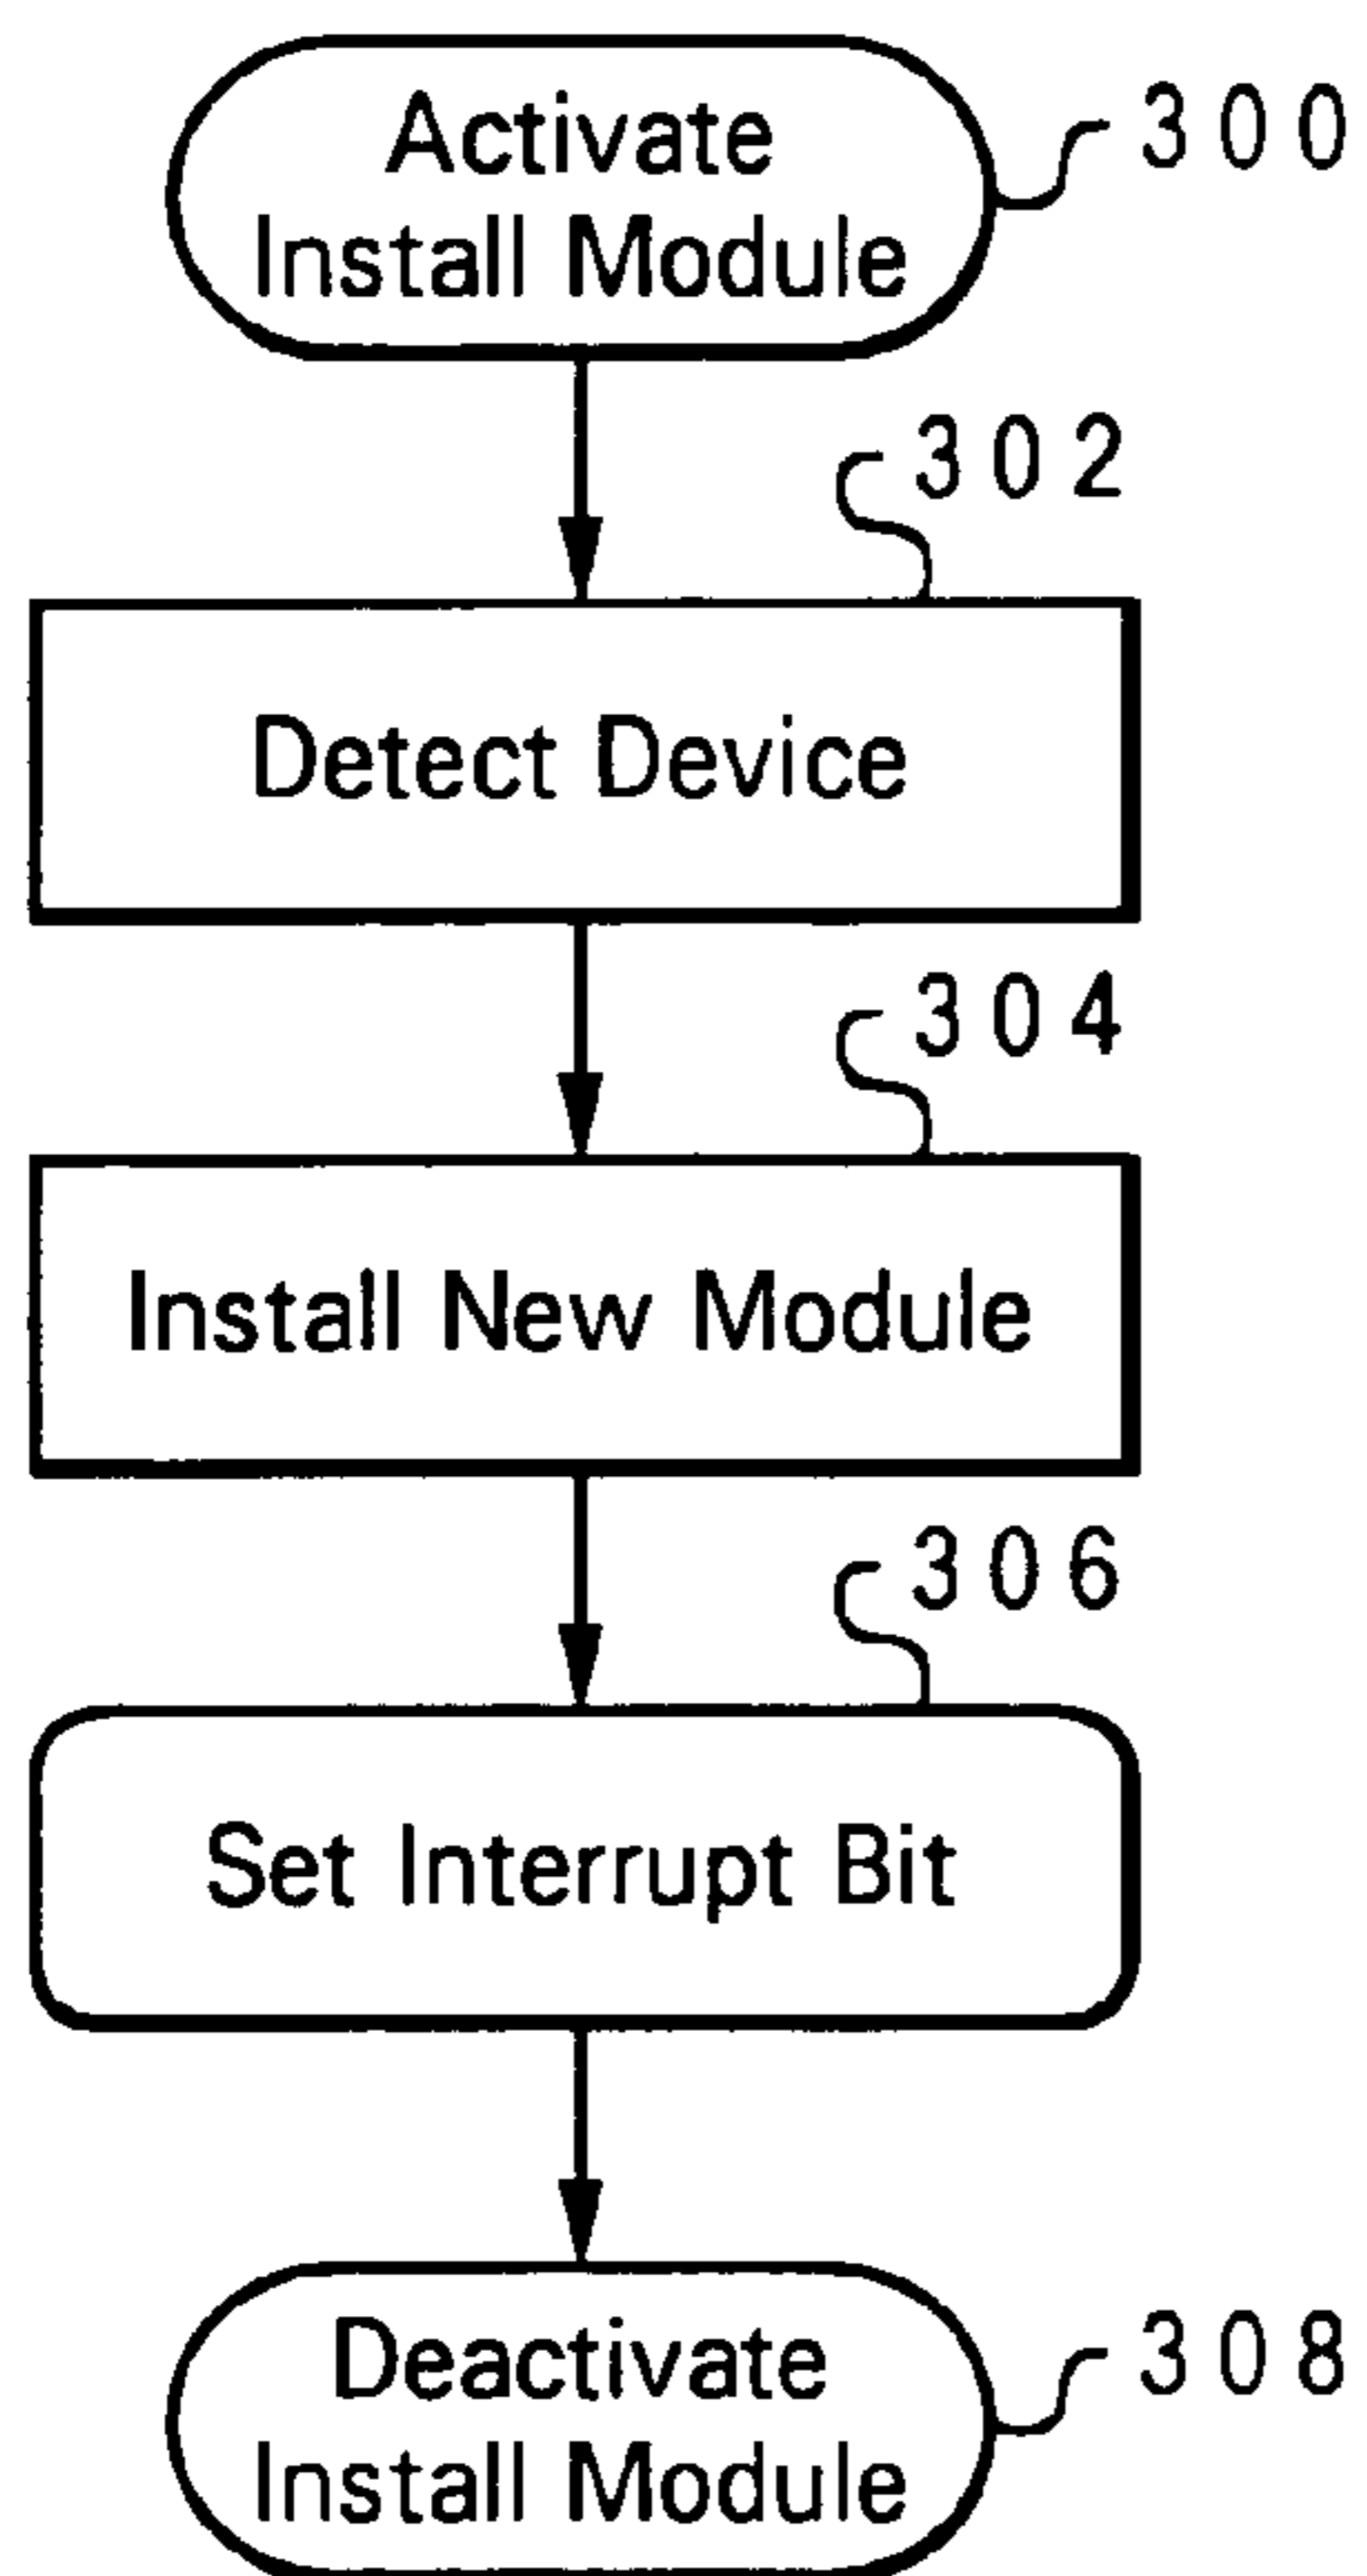 Activate
Install Module
300
302
Detect Device
304
Install New Module
306
Set Interrupt Bit
Deactivate
Install Module
308